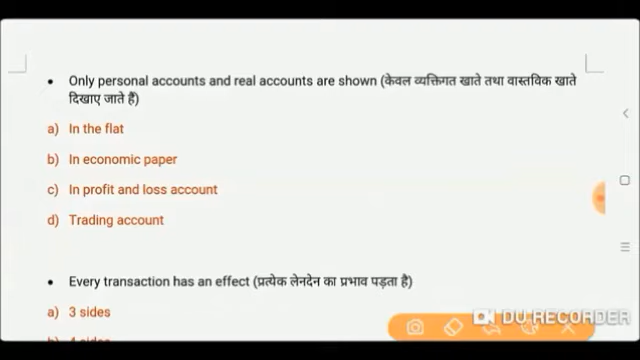 • Only personal accounts and real accounts are shown (केवल व्यक्तिगत खाते तथा वास्तविक खाते
दिखाए जाते हैं)
a) In the flat
b) In economic paper
c) In profit and loss account
d) Trading account
• Every transaction has an effect (प्रत्येक लेनदेन का प्रभाव पड़ता है)
a) 3 sides
b) 4 sides
DU RECORDER